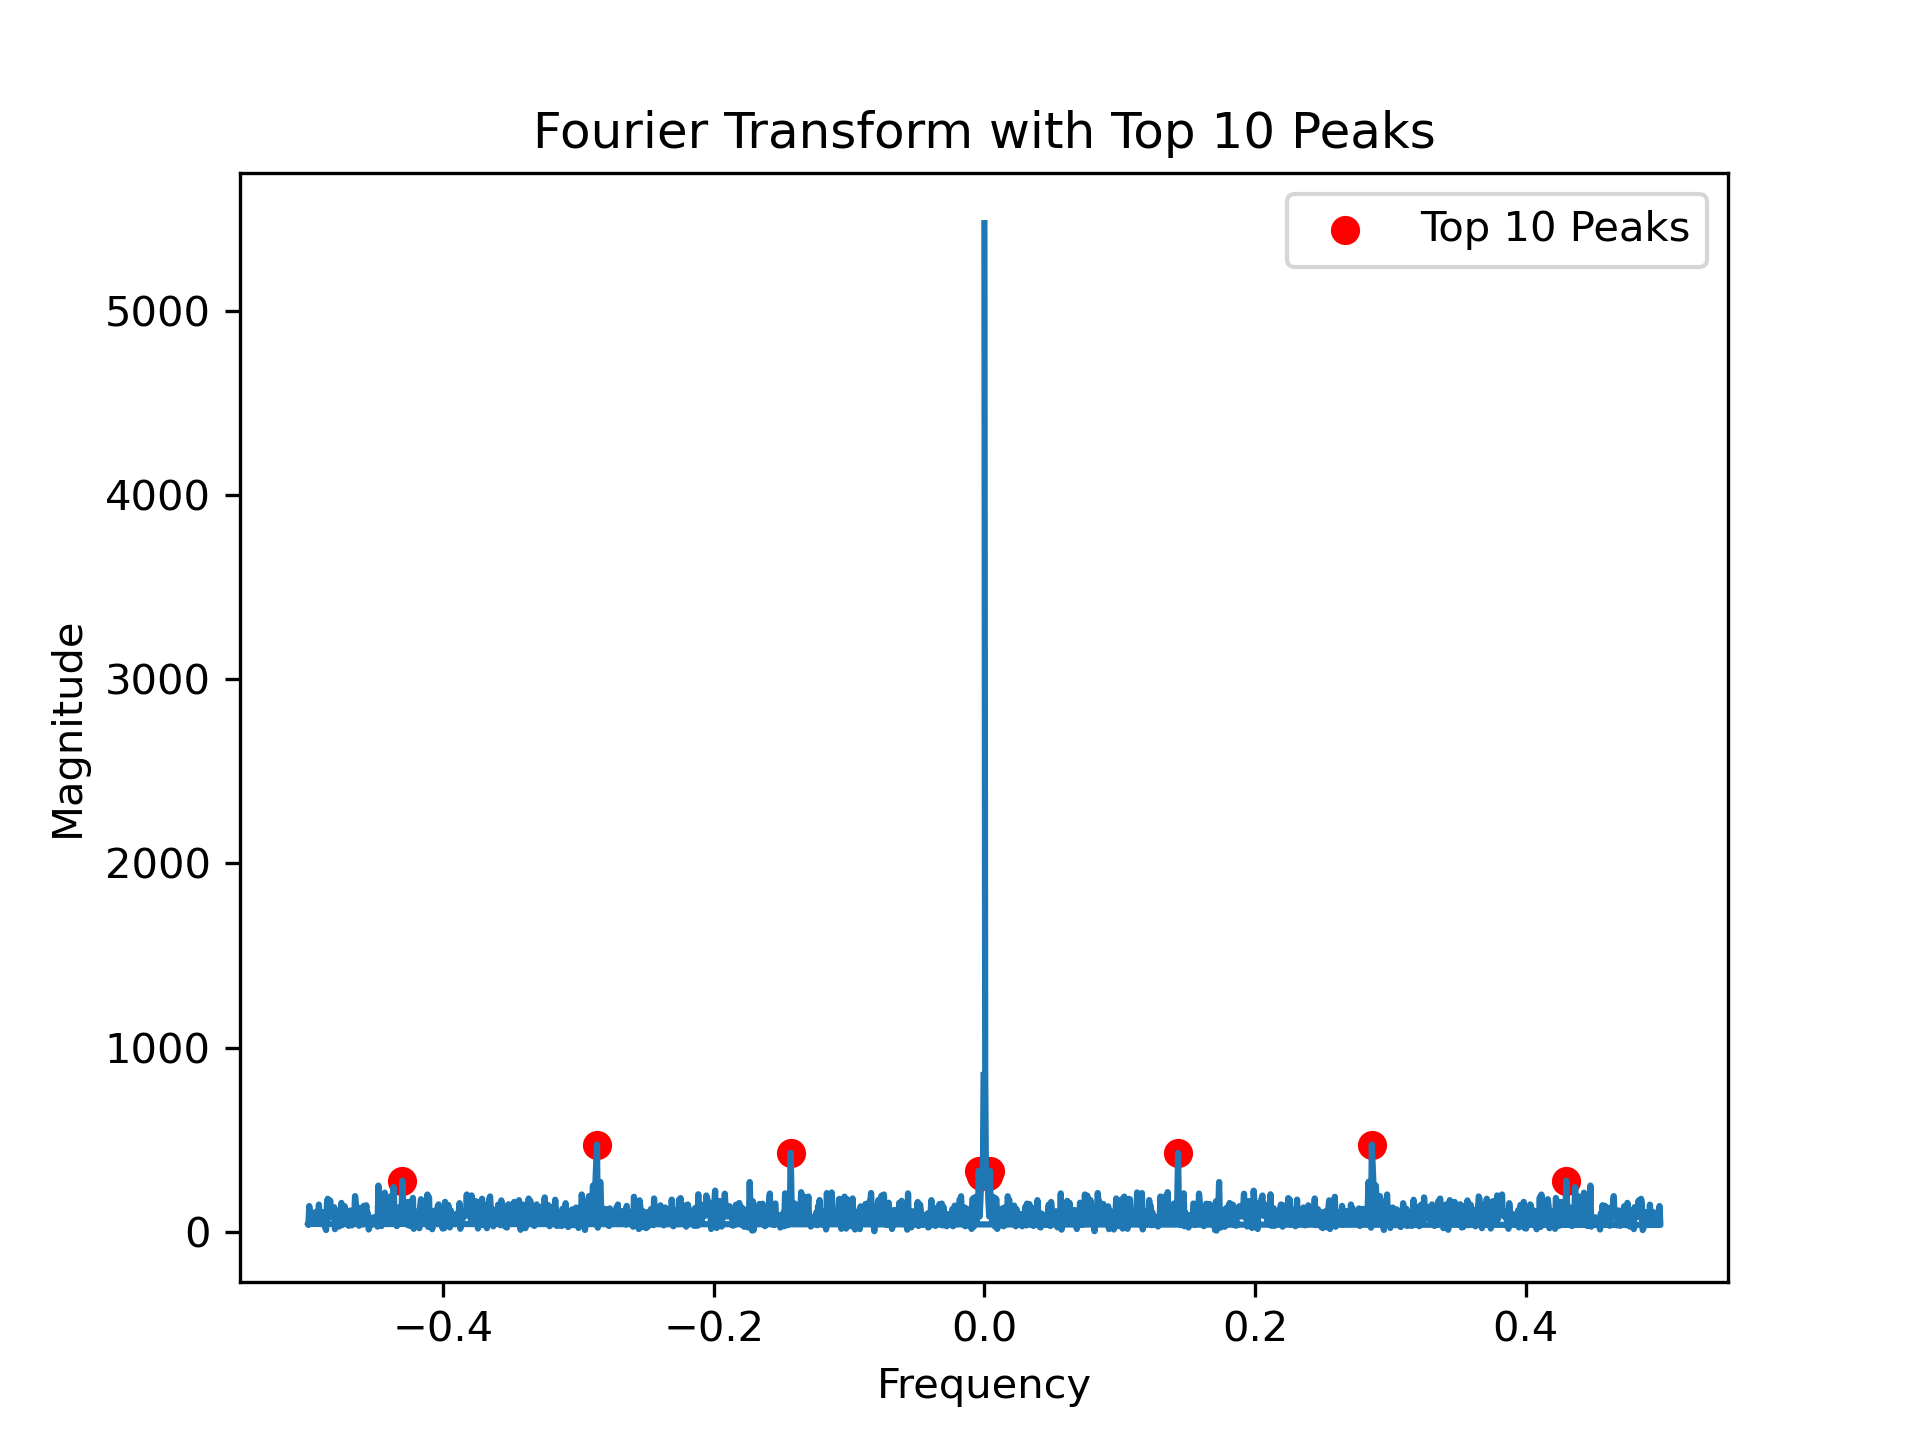 Fourier Transform with Top 10 Peaks
Top 10 Peaks
5000
4000
3000
2000
1000
0
Magnitude
−0.4 −0.2 0.0 0.2 0.4
Frequency